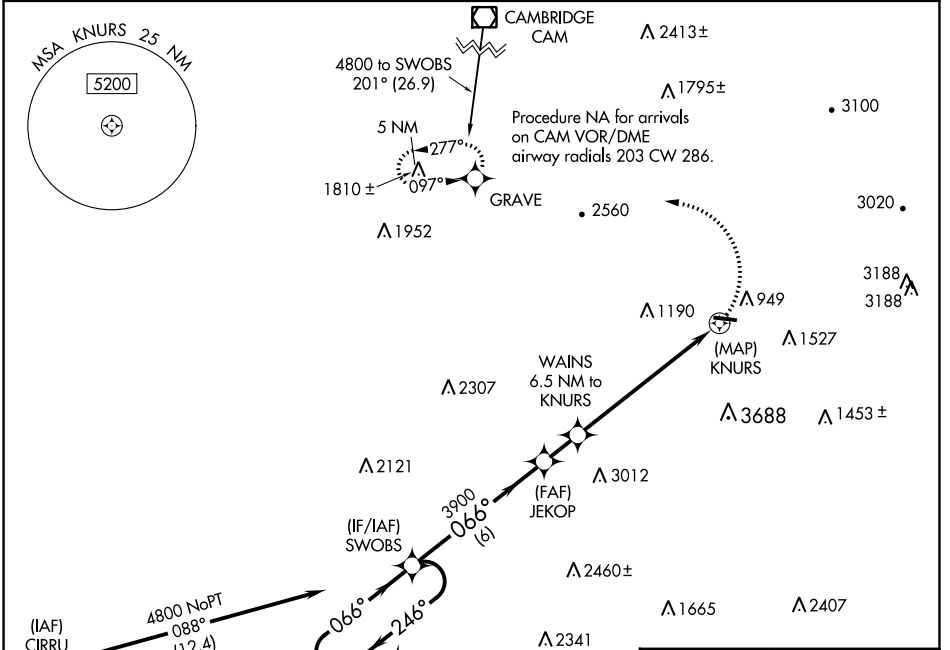 MSA KNURS 25 NM
5200
CAMBRIDGE
CAM
2413±
4800 to SWOBS
201° (26.9)
1795±
3100
Procedure NA for arrivals
on CAM VOR/DME
airway radials 203 CW 286.
5 NM
277°
1810 ±
097°
GRAVE
2560
3020
1952
3188
3188
1190
949
1527
(MAP)
KNURS
WAINS
6.5 NM to
KNURS
2307
3688
1453 ±
2121
3012
(FAF)
JEKOP
3900
066°
(6)
(IF/IAF)
SWOBS
2460±
4800 NoPT
088°
(12.4)
066°
246°
1665
2407
(IAF)
CIRRU
2341